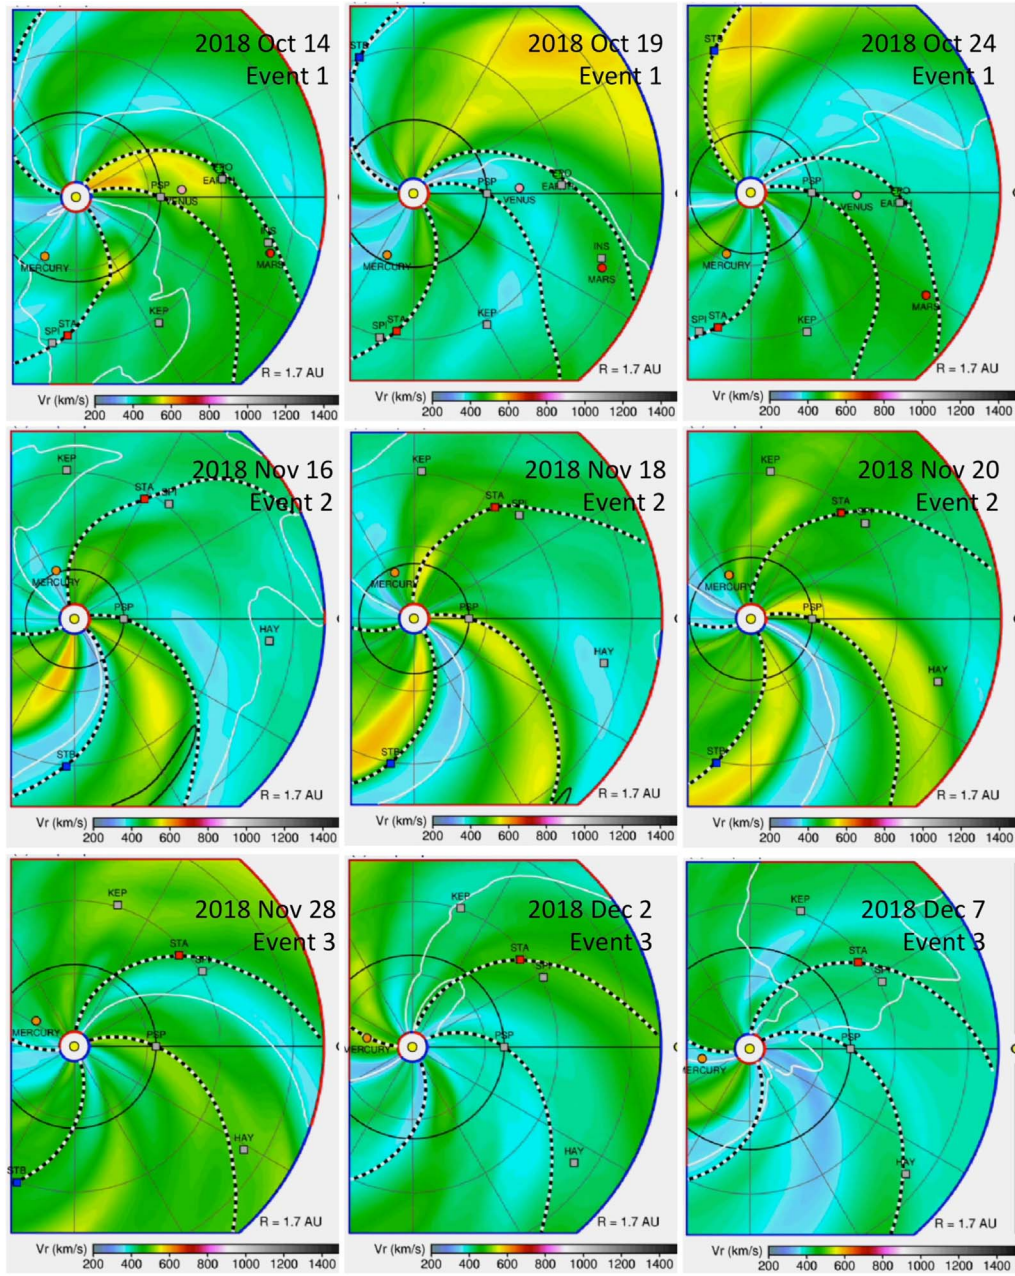 2018 Oct 14
Event 1
PSP
VENUS
EARTH
INS
MARS
MERCURY
SPI
STA
KEP
R = 1.7 AU
Vr (km/s)
200 400 600 800 1000 1200 1400
2018 Oct 19
Event 1
STB
PSP
VENUS
EARTH
INS
MARS
MERCURY
SPI
STA
KEP
R = 1.7 AU
Vr (km/s)
200 400 600 800 1000 1200 1400
2018 Oct 24
Event 1
STB
PSP
VENUS
EARTH
MARS
MERCURY
SPI
STA
KEP
R = 1.7 AU
Vr (km/s)
200 400 600 800 1000 1200 1400
2018 Nov 16
Event 2
KEP
STA
SPI
MERCURY
PSP
HAY
STB
R = 1.7 AU
Vr (km/s)
200 400 600 800 1000 1200 1400
2018 Nov 18
Event 2
KEP
STA
SPI
MERCURY
PSP
HAY
STB
R = 1.7 AU
Vr (km/s)
200 400 600 800 1000 1200 1400
2018 Nov 20
Event 2
KEP
STA
MERCURY
PSP
HAY
STB
R = 1.7 AU
Vr (km/s)
200 400 600 800 1000 1200 1400
2018 Nov 28
Event 3
KEP
STA
SPI
MERCURY
PSP
HAY
STB
R = 1.7 AU
Vr (km/s)
200 400 600 800 1000 1200 1400
2018 Dec 2
Event 3
KEP
STA
SPI
MERCURY
PSP
HAY
R = 1.7 AU
Vr (km/s)
200 400 600 800 1000 1200 1400
2018 Dec 7
Event 3
KEP
STA
SPI
MERCURY
PSP
HAY
R = 1.7 AU
Vr (km/s)
200 400 600 800 1000 1200 1400